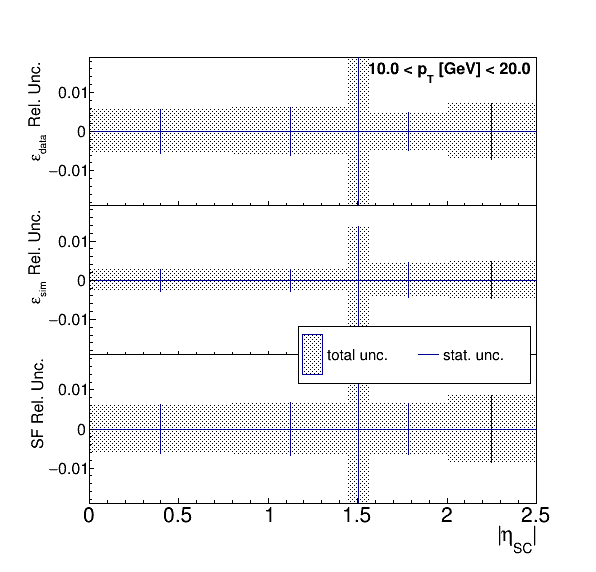 10.0 < p_T [GeV] < 20.0
ε_data Rel. Unc.
0.01
0
−0.01
ε_sim Rel. Unc.
0.01
0
−0.01
total unc. stat. unc.
SF Rel. Unc.
0.01
0
−0.01
0 0.5 1 1.5 2 2.5
|η_SC|